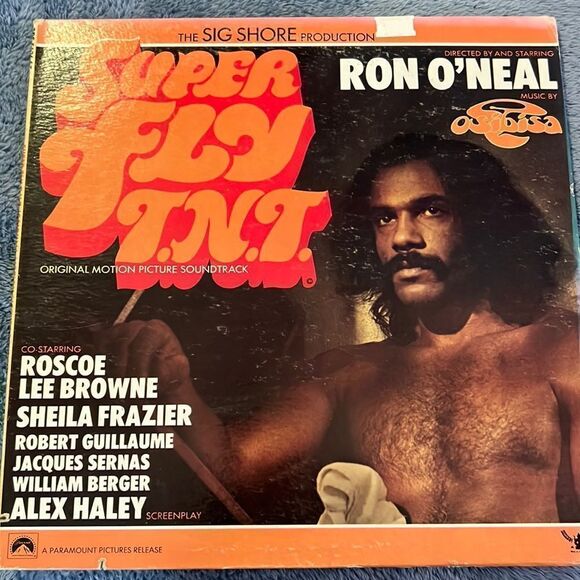 THE SIG SHORE PRODUCTION
SUPER
FLY
T.N.T.
©
ORIGINAL MOTION PICTURE SOUNDTRACK
DIRECTED BY AND STARRING
RON O'NEAL
MUSIC BY
OSIBISA
CO-STARRING
ROSCOE
LEE BROWNE
SHEILA FRAZIER
ROBERT GUILLAUME
JACQUES SERNAS
WILLIAM BERGER
ALEX HALEY SCREENPLAY
A PARAMOUNT PICTURES RELEASE